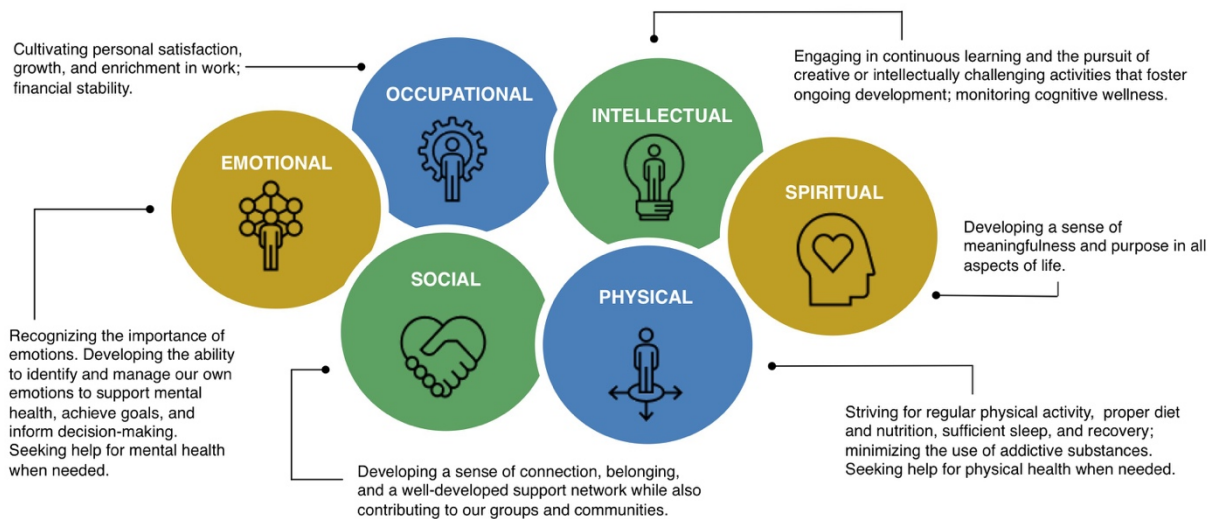 Cultivating personal satisfaction,
growth, and enrichment in work;
financial stability.
OCCUPATIONAL
Engaging in continuous learning and the pursuit of
creative or intellectually challenging activities that foster
ongoing development; monitoring cognitive wellness.
INTELLECTUAL
EMOTIONAL
SPIRITUAL
Developing a sense of
meaningfulness and purpose in all
aspects of life.
SOCIAL
PHYSICAL
Recognizing the importance of
emotions. Developing the ability
to identify and manage our own
emotions to support mental
health, achieve goals, and
inform decision-making.
Seeking help for mental health
when needed.
Developing a sense of connection, belonging,
and a well-developed support network while also
contributing to our groups and communities.
Striving for regular physical activity,  proper diet
and nutrition, sufficient sleep, and recovery;
minimizing the use of addictive substances.
Seeking help for physical health when needed.